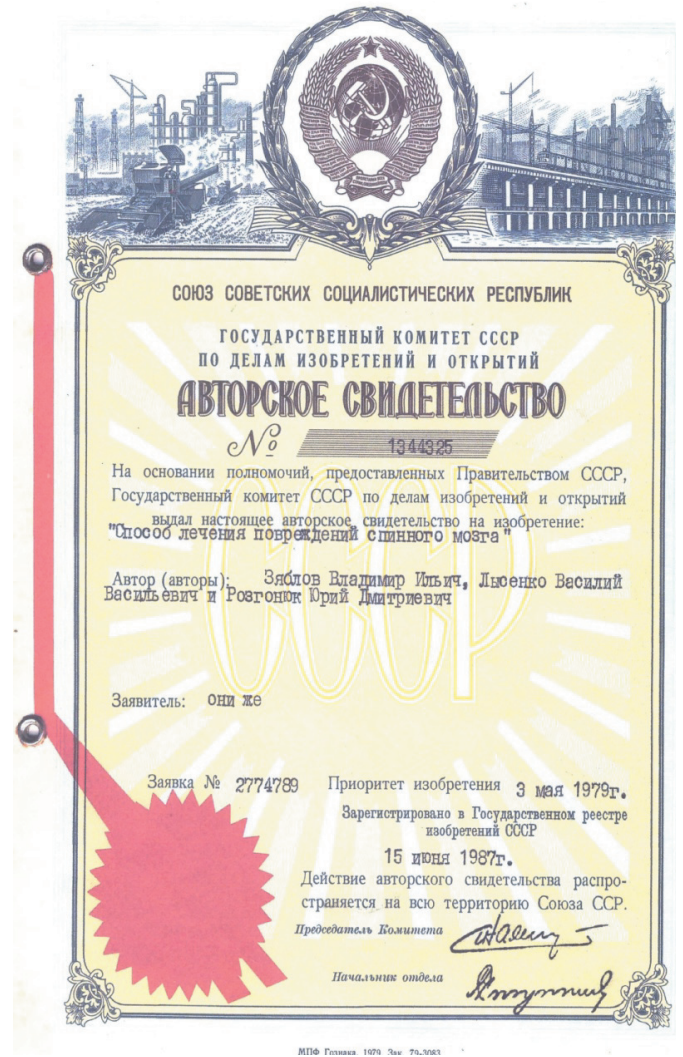 СОЮЗ СОВЕТСКИХ СОЦИАЛИСТИЧЕСКИХ РЕСПУБЛИК
ГОСУДАРСТВЕННЫЙ КОМИТЕТ СССР
ПО ДЕЛАМ ИЗОБРЕТЕНИЙ И ОТКРЫТИЙ
АВТОРСКОЕ СВИДЕТЕЛЬСТВО
№ 1344325
На основании полномочий, предоставленных Правительством СССР,
Государственный комитет СССР по делам изобретений и открытий
выдал настоящее авторское свидетельство на изобретение:
"Способ лечения повреждений спинного мозга"
Автор (авторы): Зяблов Владимир Ильич, Лысенко Василий
Васильевич и Розгонюк Юрий Дмитриевич
СССР
Заявитель: они же
Заявка № 2774789 Приоритет изобретения 3 мая 1979г.
Зарегистрировано в Государственном реестре
изобретений СССР
15 июня 1987г.
Действие авторского свидетельства распро-
страняется на всю территорию Союза ССР.
Председатель Комитета
Начальник отдела
МПФ Гознака. 1979. Зак. 79-3083.